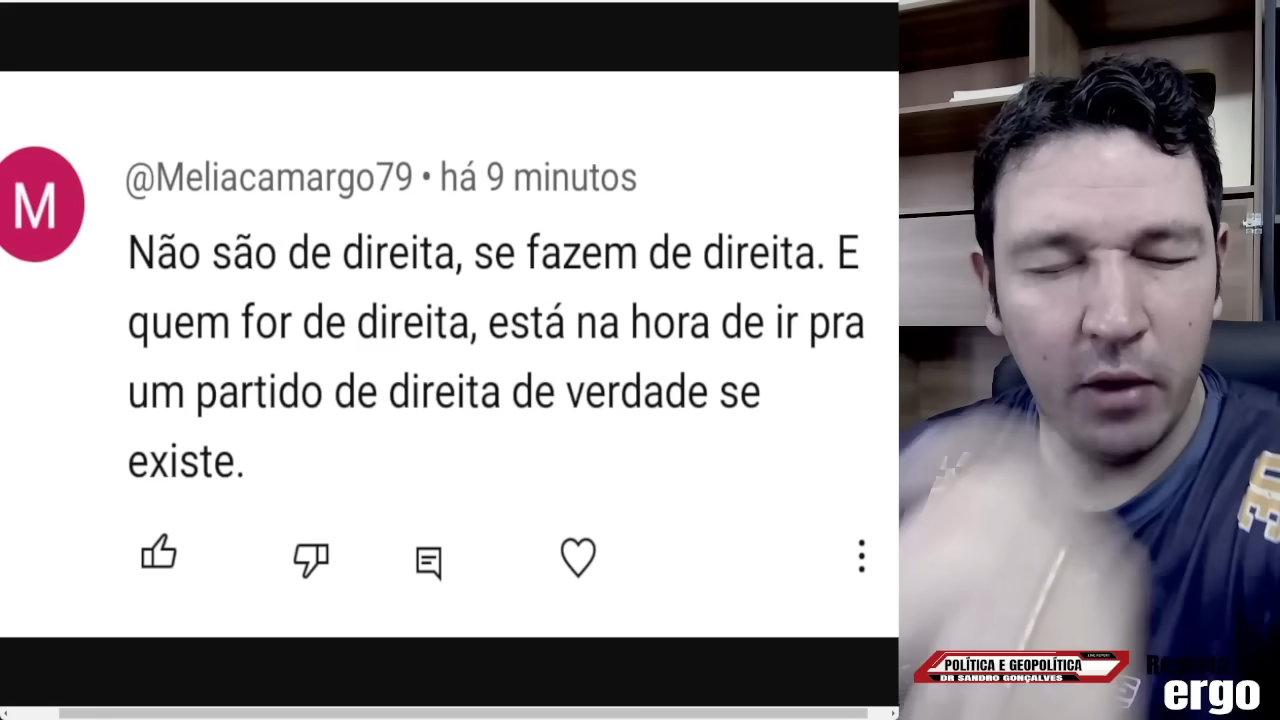 M
@Meliacamargo79 • há 9 minutos
Não são de direita, se fazem de direita. E
quem for de direita, está na hora de ir pra
um partido de direita de verdade se
existe.
POLÍTICA E GEOPOLÍTICA
DR SANDRO GONÇALVES
ergo